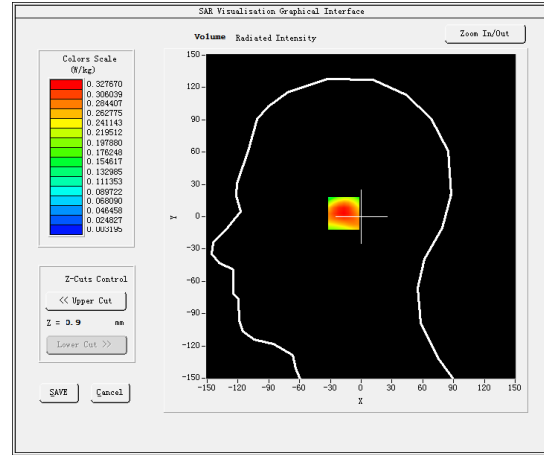 SAR Visualisation Graphical Interface
Volume Radiated Intensity
Zoom In/Out
Colors Scale
(W/kg)
0.327670
0.306039
0.284407
0.262775
0.241143
0.219512
0.197880
0.176248
0.154617
0.132985
0.111353
0.089722
0.068090
0.046458
0.024827
0.003195
Z-Cuts Control
<< Upper Cut
Z = 0.9 mm
Lower Cut >>
SAVE Cancel
150
120
90
60
30
0
-30
-60
-90
-120
-150
Y
-150 -120 -90 -60 -30 0 30 60 90 120 150
X